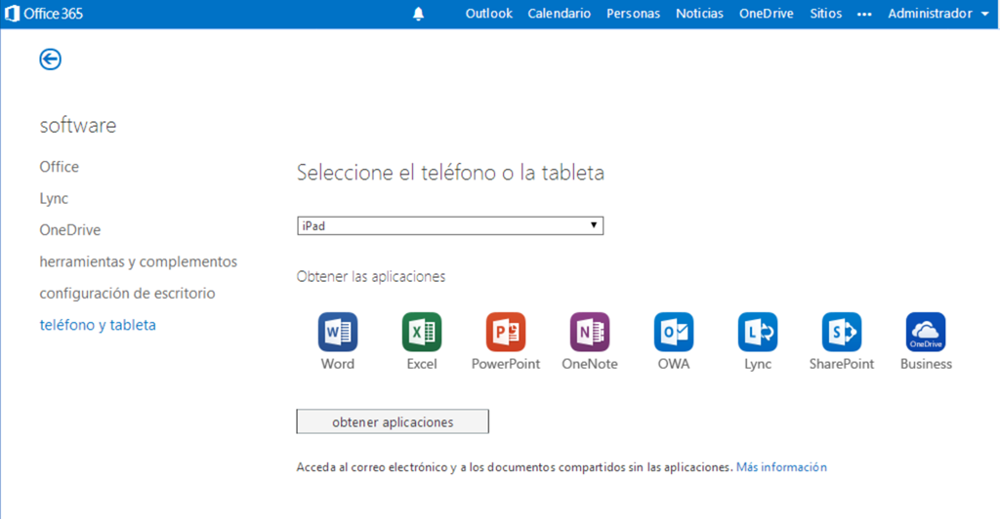 Office 365 Outlook Calendario Personas Noticias OneDrive Sitios ••• Administrador
software
Office
Lync
OneDrive
herramientas y complementos
configuración de escritorio
teléfono y tableta
Seleccione el teléfono o la tableta
iPad
Obtener las aplicaciones
W X P N O L S OneDrive
Word Excel PowerPoint OneNote OWA Lync SharePoint Business
obtener aplicaciones
Acceda al correo electrónico y a los documentos compartidos sin las aplicaciones. Más información